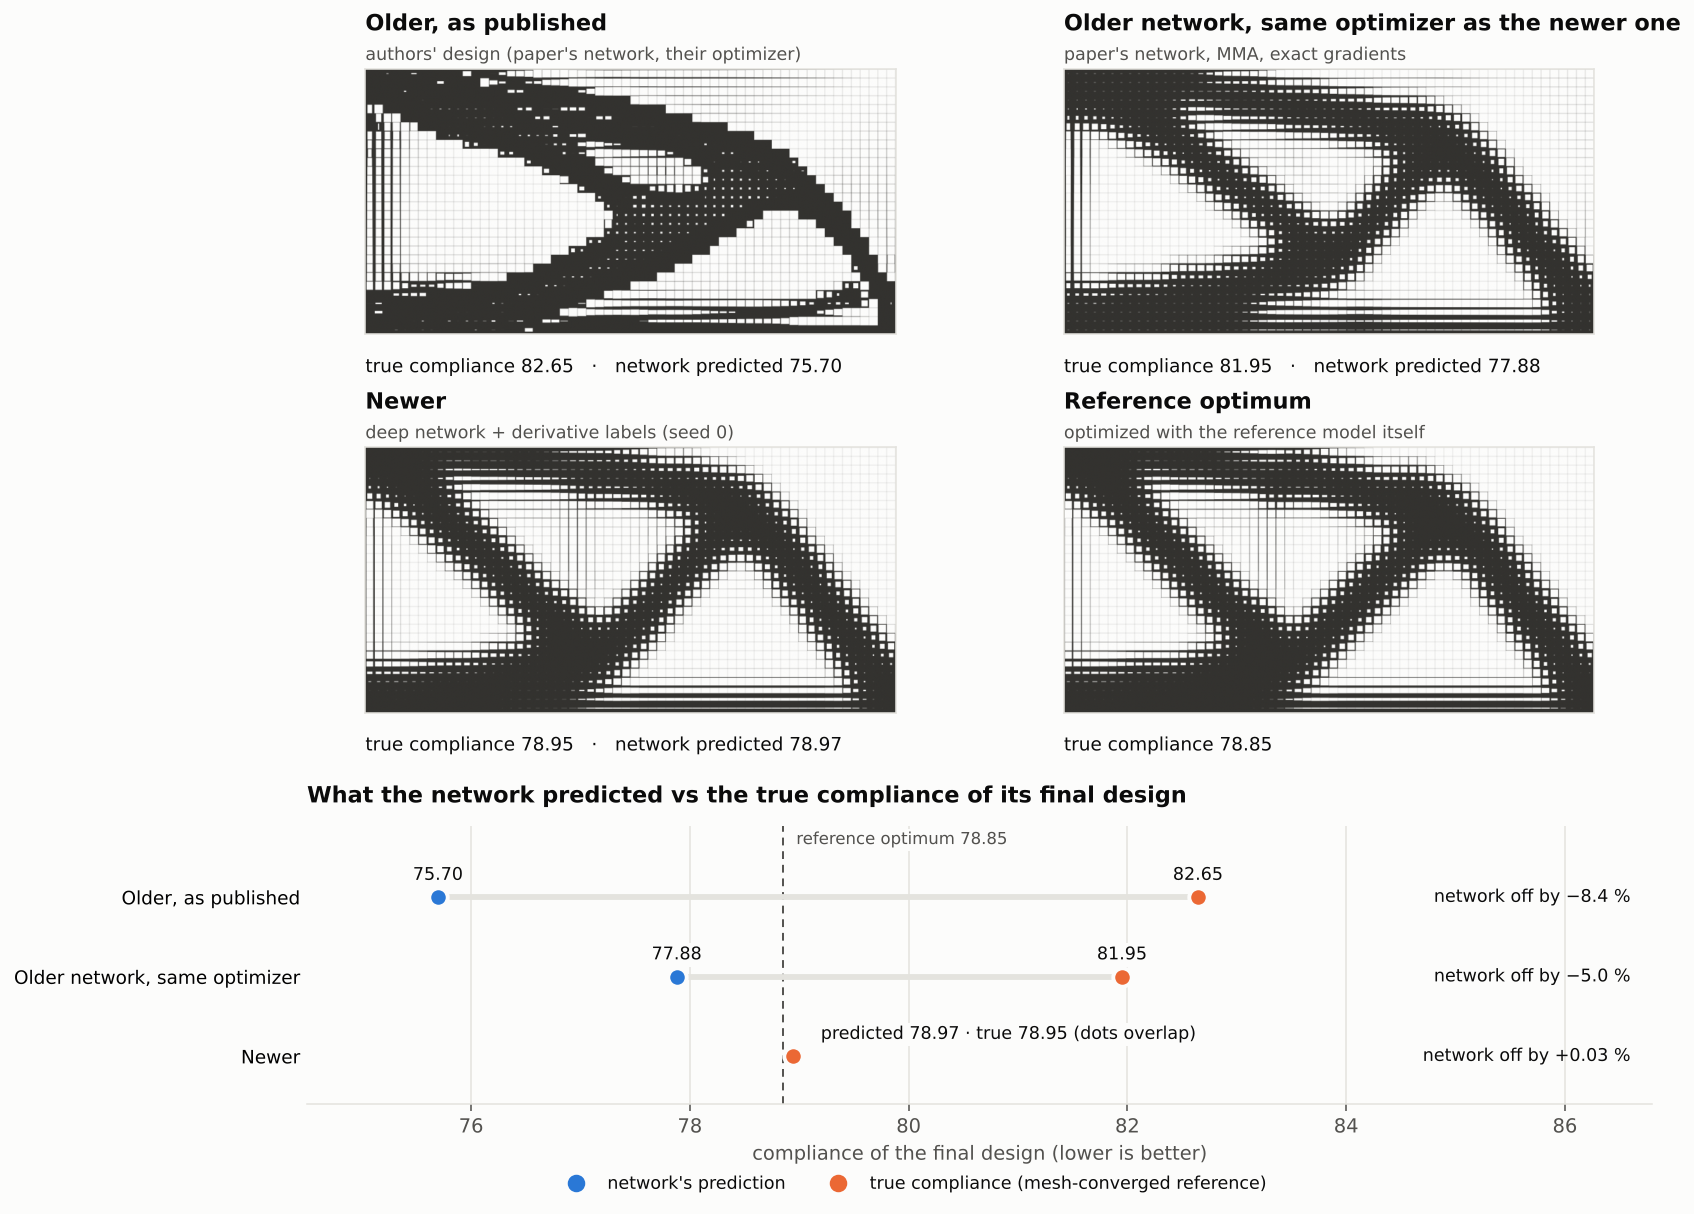 Older, as published
authors' design (paper's network, their optimizer)
true compliance 82.65 · network predicted 75.70
Older network, same optimizer as the newer one
paper's network, MMA, exact gradients
true compliance 81.95 · network predicted 77.88
Newer
deep network + derivative labels (seed 0)
true compliance 78.95 · network predicted 78.97
Reference optimum
optimized with the reference model itself
true compliance 78.85
What the network predicted vs the true compliance of its final design
reference optimum 78.85
75.70
82.65
Older, as published
network off by −8.4 %
77.88
81.95
Older network, same optimizer
network off by −5.0 %
predicted 78.97 · true 78.95 (dots overlap)
Newer
network off by +0.03 %
76 78 80 82 84 86
compliance of the final design (lower is better)
network's prediction
true compliance (mesh-converged reference)